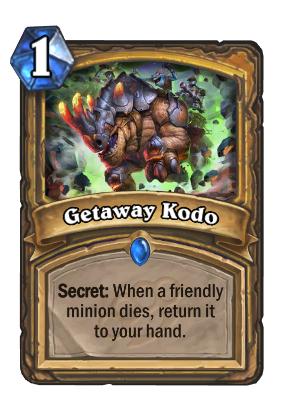 1
Getaway Kodo
Secret: When a friendly
minion dies, return it
to your hand.